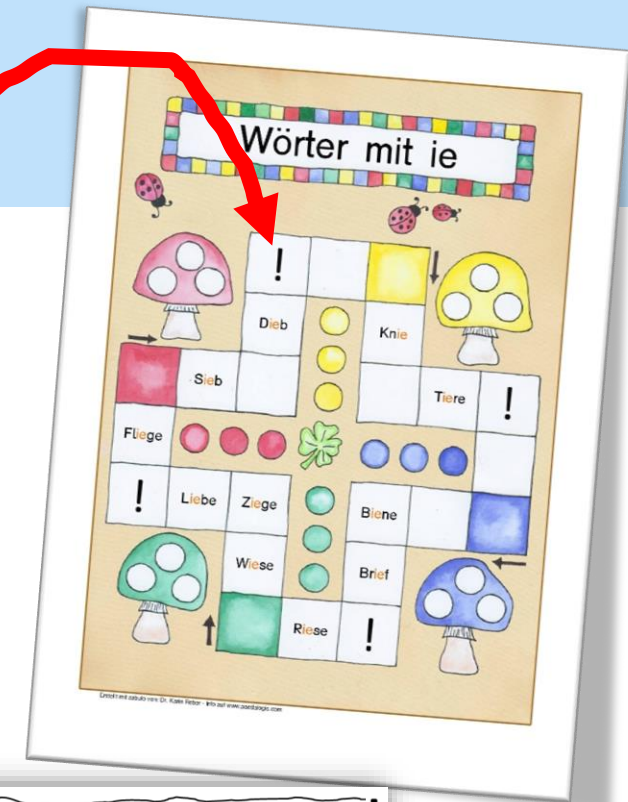 Wörter mit ie
!
Dieb
Knie
Sieb
Tiere
!
Fliege
!
Liebe
Ziege
Biene
Wiese
Brief
Riese
!